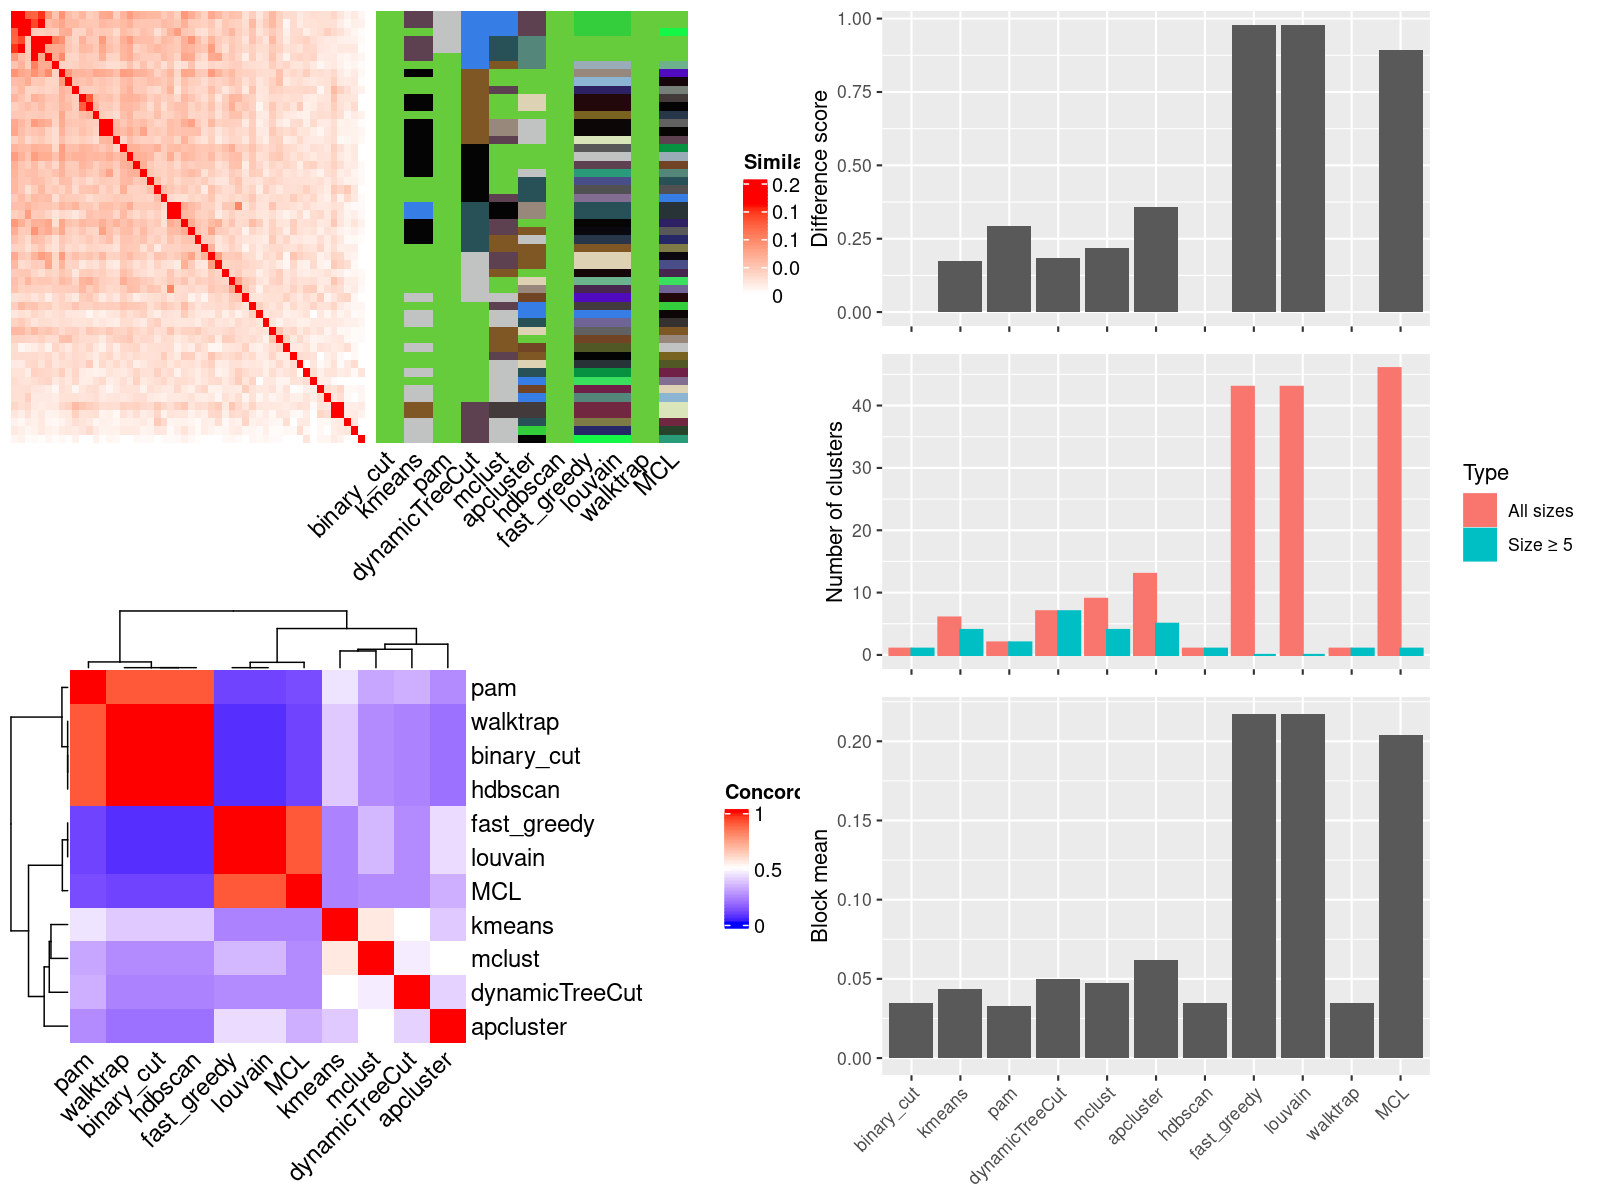 Simila
0.2
0.1
0.1
0.0
0
binary_cut
kmeans
pam
dynamicTreeCut
mclust
apcluster
hdbscan
fast_greedy
louvain
walktrap
MCL
pam
walktrap
binary_cut
hdbscan
fast_greedy
louvain
MCL
kmeans
mclust
dynamicTreeCut
apcluster
Concord
1
0.5
0
pam
walktrap
binary_cut
hdbscan
fast_greedy
louvain
MCL
kmeans
mclust
dynamicTreeCut
apcluster
Difference score
1.00
0.75
0.50
0.25
0.00
Number of clusters
40
30
20
10
0
Type
All sizes
Size ≥ 5
Block mean
0.20
0.15
0.10
0.05
0.00
binary_cut
kmeans
pam
dynamicTreeCut
mclust
apcluster
hdbscan
fast_greedy
louvain
walktrap
MCL